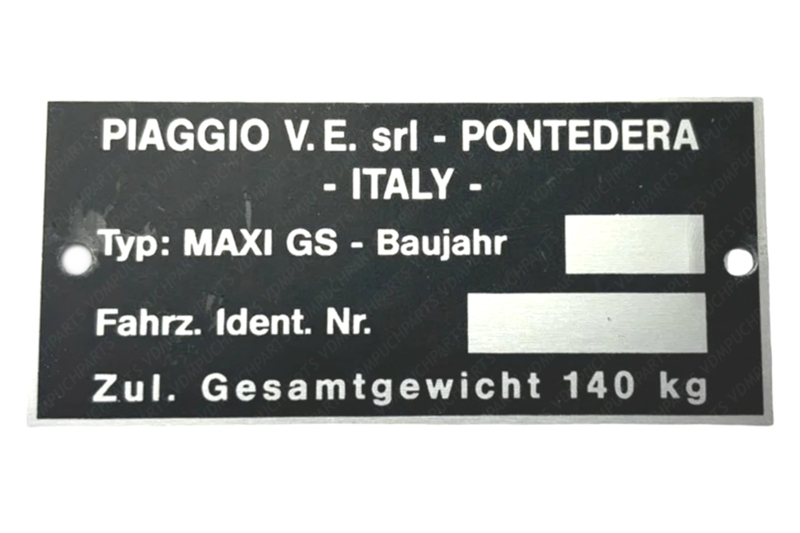 PIAGGIO V.E. srl - PONTEDERA
- ITALY -
Typ: MAXI GS - Baujahr
Fahrz. Ident. Nr.
Zul. Gesamtgewicht 140 kg